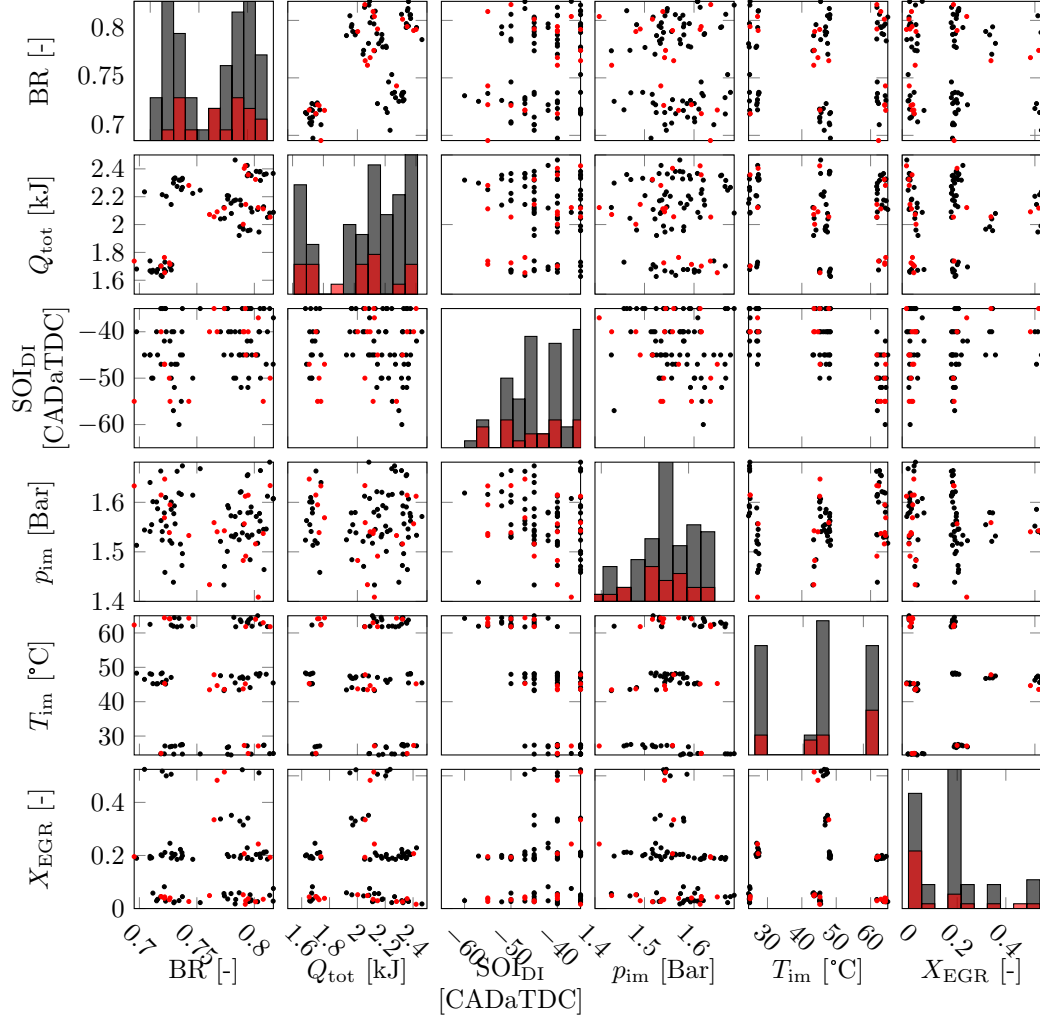 BR [-]
0.8
0.75
0.7
Q_tot [kJ]
2.4
2.2
2
1.8
1.6
SOI_DI
[CADaTDC]
−40
−50
−60
p_im [Bar]
1.6
1.5
1.4
T_im [°C]
60
50
40
30
X_EGR [-]
0.4
0.2
0
0.7 0.75 0.8
1.6 1.8 2 2.2 2.4
−60 −50 −40
1.4 1.5 1.6
30 40 50 60
0 0.2 0.4
BR [-] Q_tot [kJ] SOI_DI p_im [Bar] T_im [°C] X_EGR [-]
[CADaTDC]